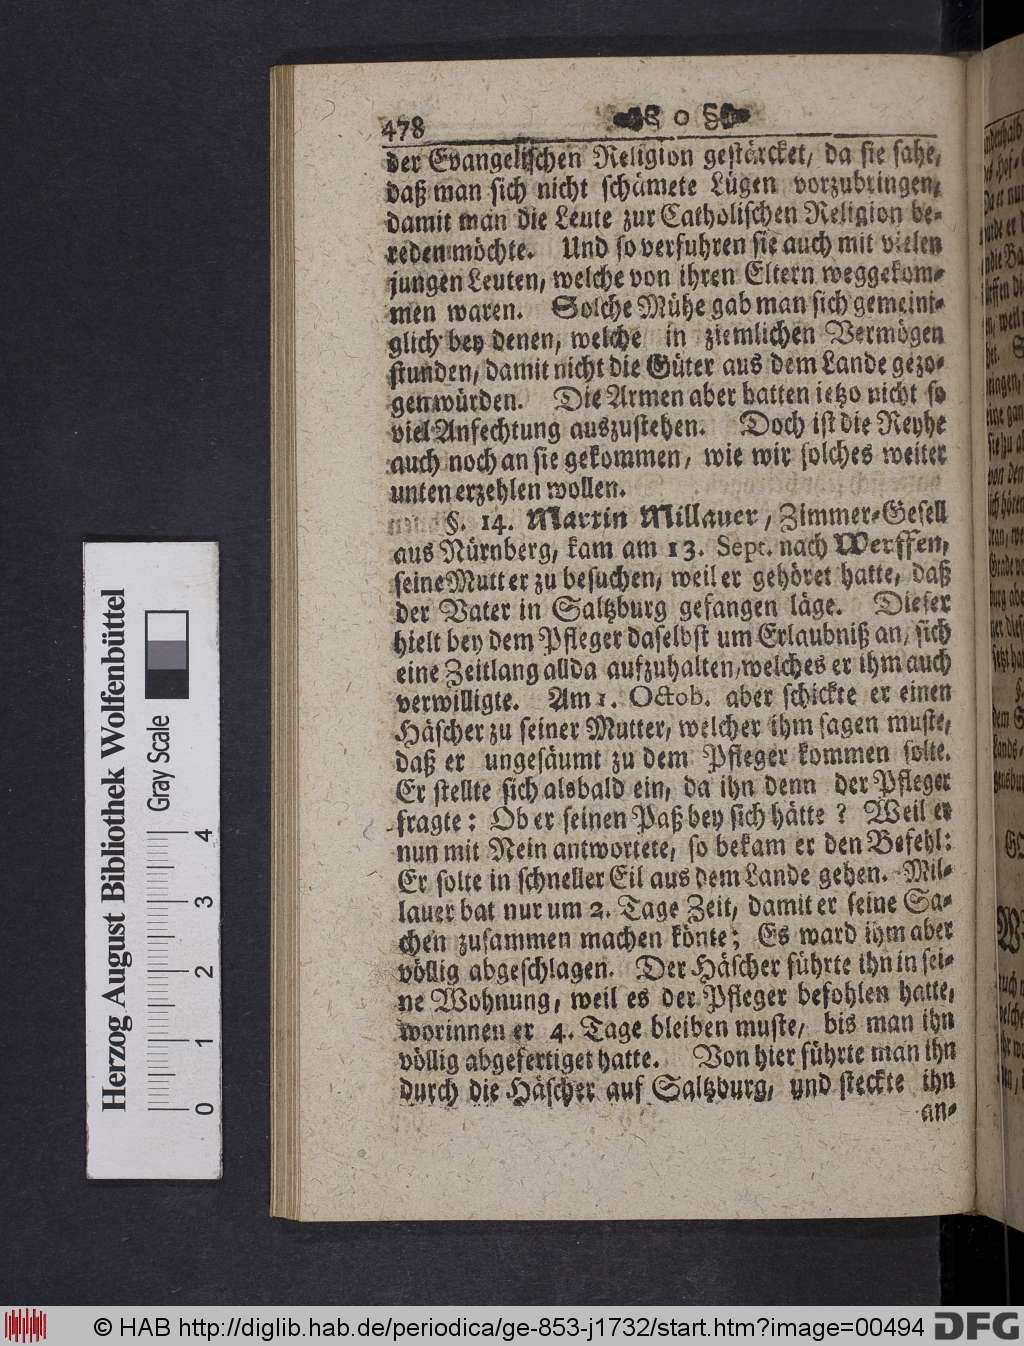 478 o
der Evangelischen Religion gestärcket, da sie sahe,
daß man sich nicht schämete Lügen vorzubringen,
damit man die Leute zur Catholischen Religion be-
reden möchte. Und so verfuhren sie auch mit vielen
jungen Leuten, welche von ihren Eltern weggekom-
men waren. Solche Mühe gab man sich gemeini-
glich bey denen, welche in ziemlichen Vermögen
stunden, damit nicht die Güter aus dem Lande gezo-
gen würden. Die Armen aber hatten ietzo nicht so
viel Anfechtung auszustehen. Doch ist die Reyhe
auch noch an sie gekommen, wie wir solches weiter
unten erzehlen wollen.
§. 14. Martin Millauer, Zimmer-Gesell
aus Nürnberg, kam am 13. Sept. nach Werffen,
seine Mutter zu besuchen, weil er gehöret hatte, daß
der Vater in Saltzburg gefangen läge. Dieser
hielt bey dem Pfleger daselbst um Erlaubniß an, sich
eine Zeitlang allda aufzuhalten, welches er ihm auch
verwilligte. Am 1. Octob. aber schickte er einen
Häscher zu seiner Mutter, welcher ihm sagen muste,
daß er ungesäumt zu dem Pfleger kommen solte.
Er stellte sich alsbald ein, da ihn denn der Pfleger
fragte: Ob er seinen Paß bey sich hätte? Weil er
nun mit Nein antwortete, so bekam er den Befehl:
Er solte in schneller Eil aus dem Lande gehen. Mil-
lauer bat nur um 2. Tage Zeit, damit er seine Sa-
chen zusammen machen könte; Es ward ihm aber
völlig abgeschlagen. Der Häscher führte ihn in sei-
ne Wohnung, weil es der Pfleger befohlen hatte,
worinnen er 4. Tage bleiben muste, bis man ihn
völlig abgefertiget hatte. Von hier führte man ihn
durch die Häscher auf Saltzburg, und steckte ihn
an-
Herzog August Bibliothek Wolfenbüttel
Gray Scale
0 1 2 3 4
© HAB http://diglib.hab.de/periodica/ge-853-j1732/start.htm?image=00494 DFG